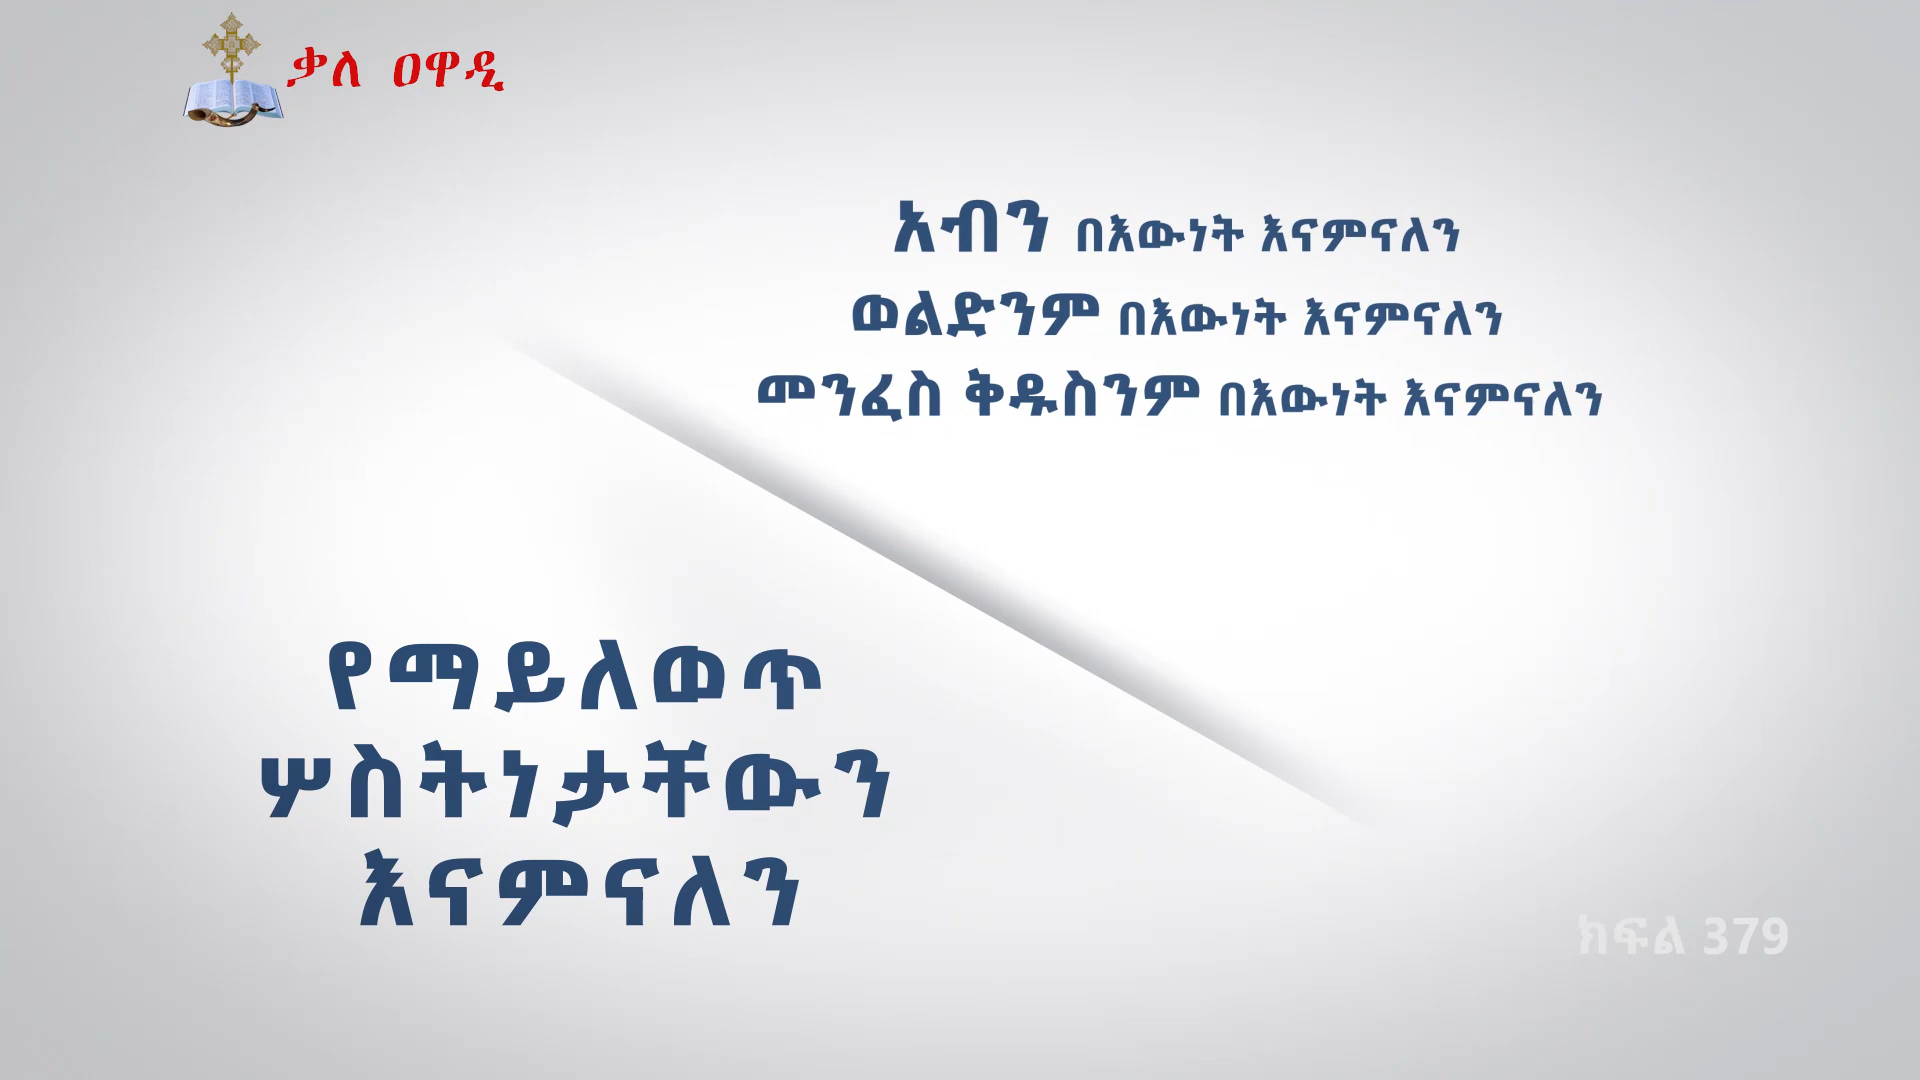 ቃለ ዐዋዲ
አብን በእውነት እናምናለን
ወልድንም በእውነት እናምናለን
መንፈስ ቅዱስንም በእውነት እናምናለን
የማይለወጥ
ሦስትነታቸውን
እናምናለን
ክፍል 379